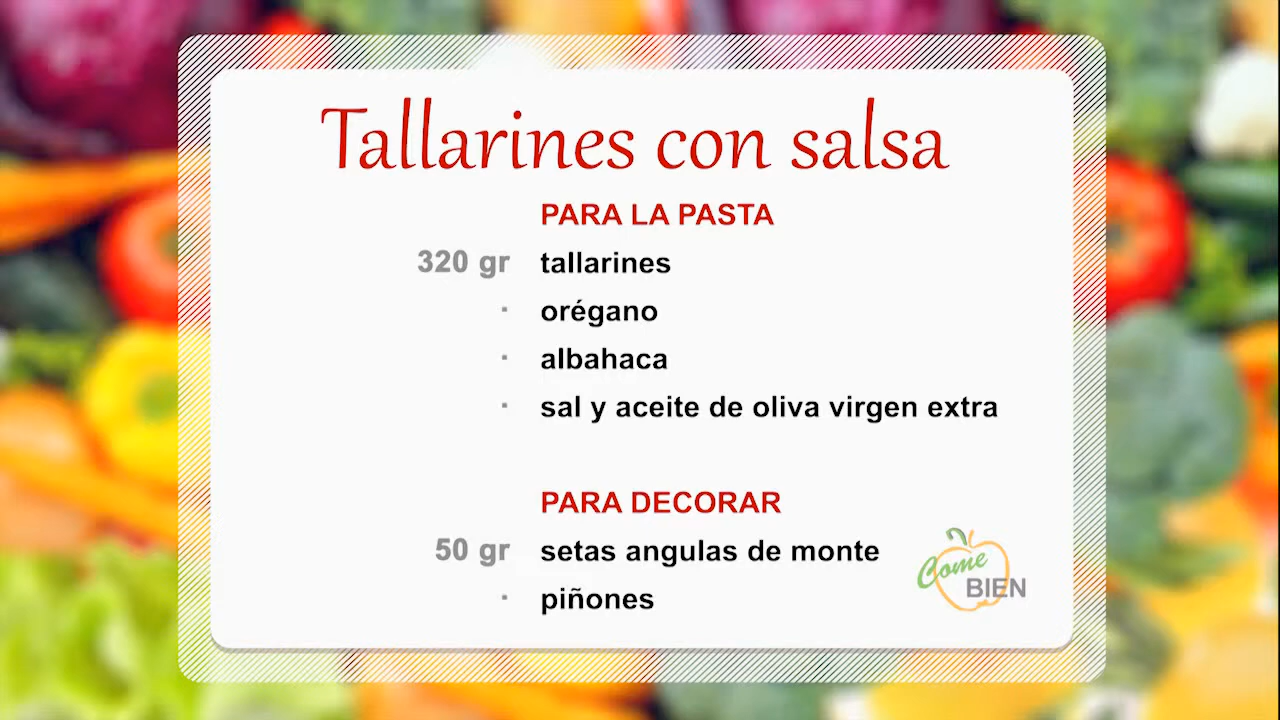 Tallarines con salsa
PARA LA PASTA
320 gr tallarines
· orégano
· albahaca
· sal y aceite de oliva virgen extra
PARA DECORAR
50 gr setas angulas de monte
· piñones
Come
BIEN